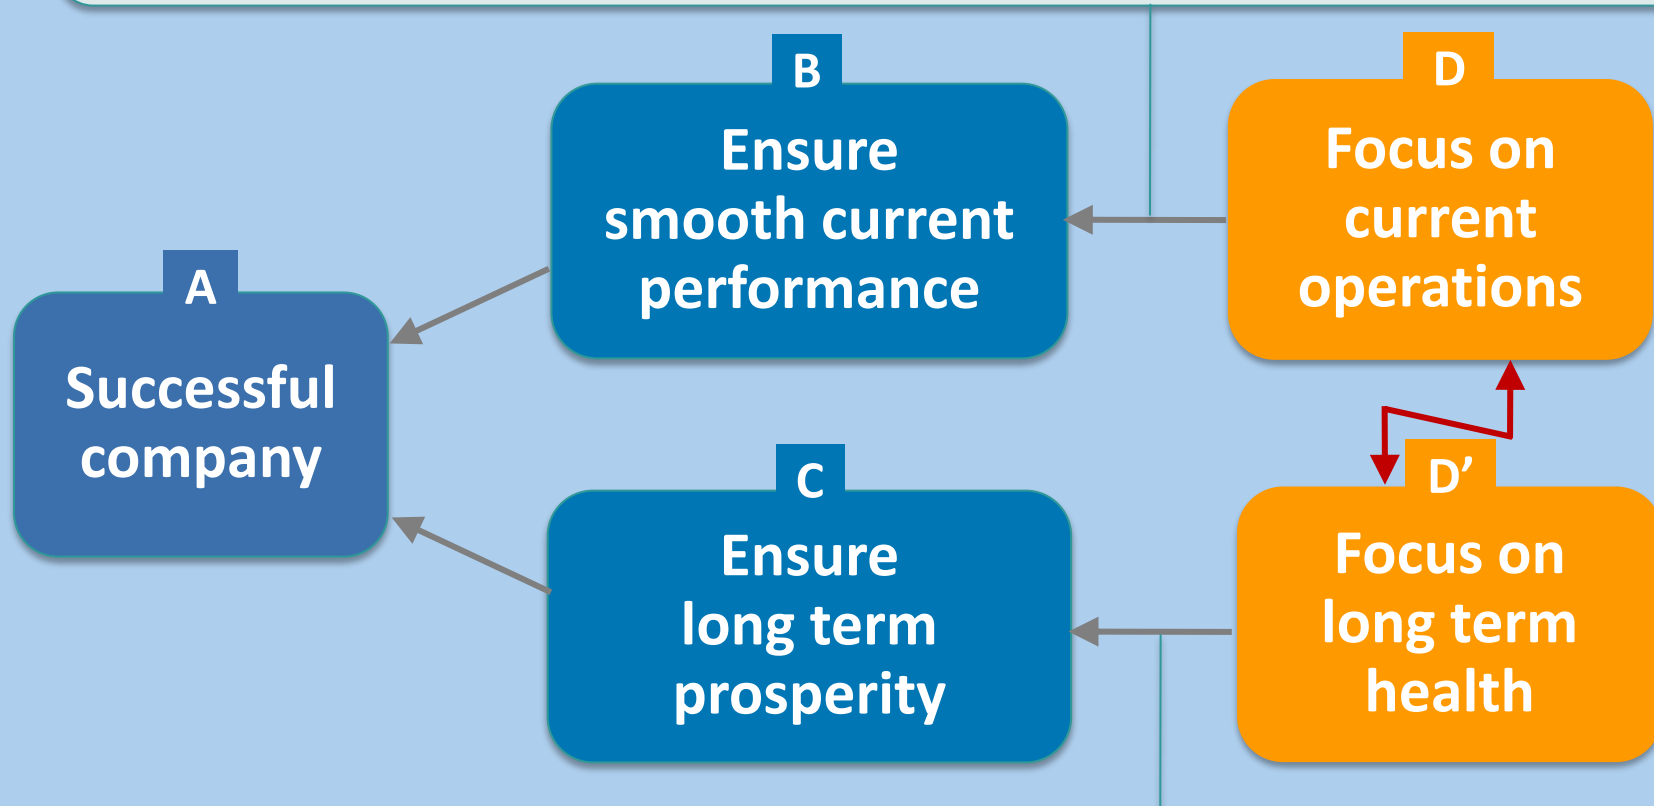 B
Ensure
smooth current
performance
D
Focus on
current
operations
A
Successful
company
C
Ensure
long term
prosperity
D’
Focus on
long term
health